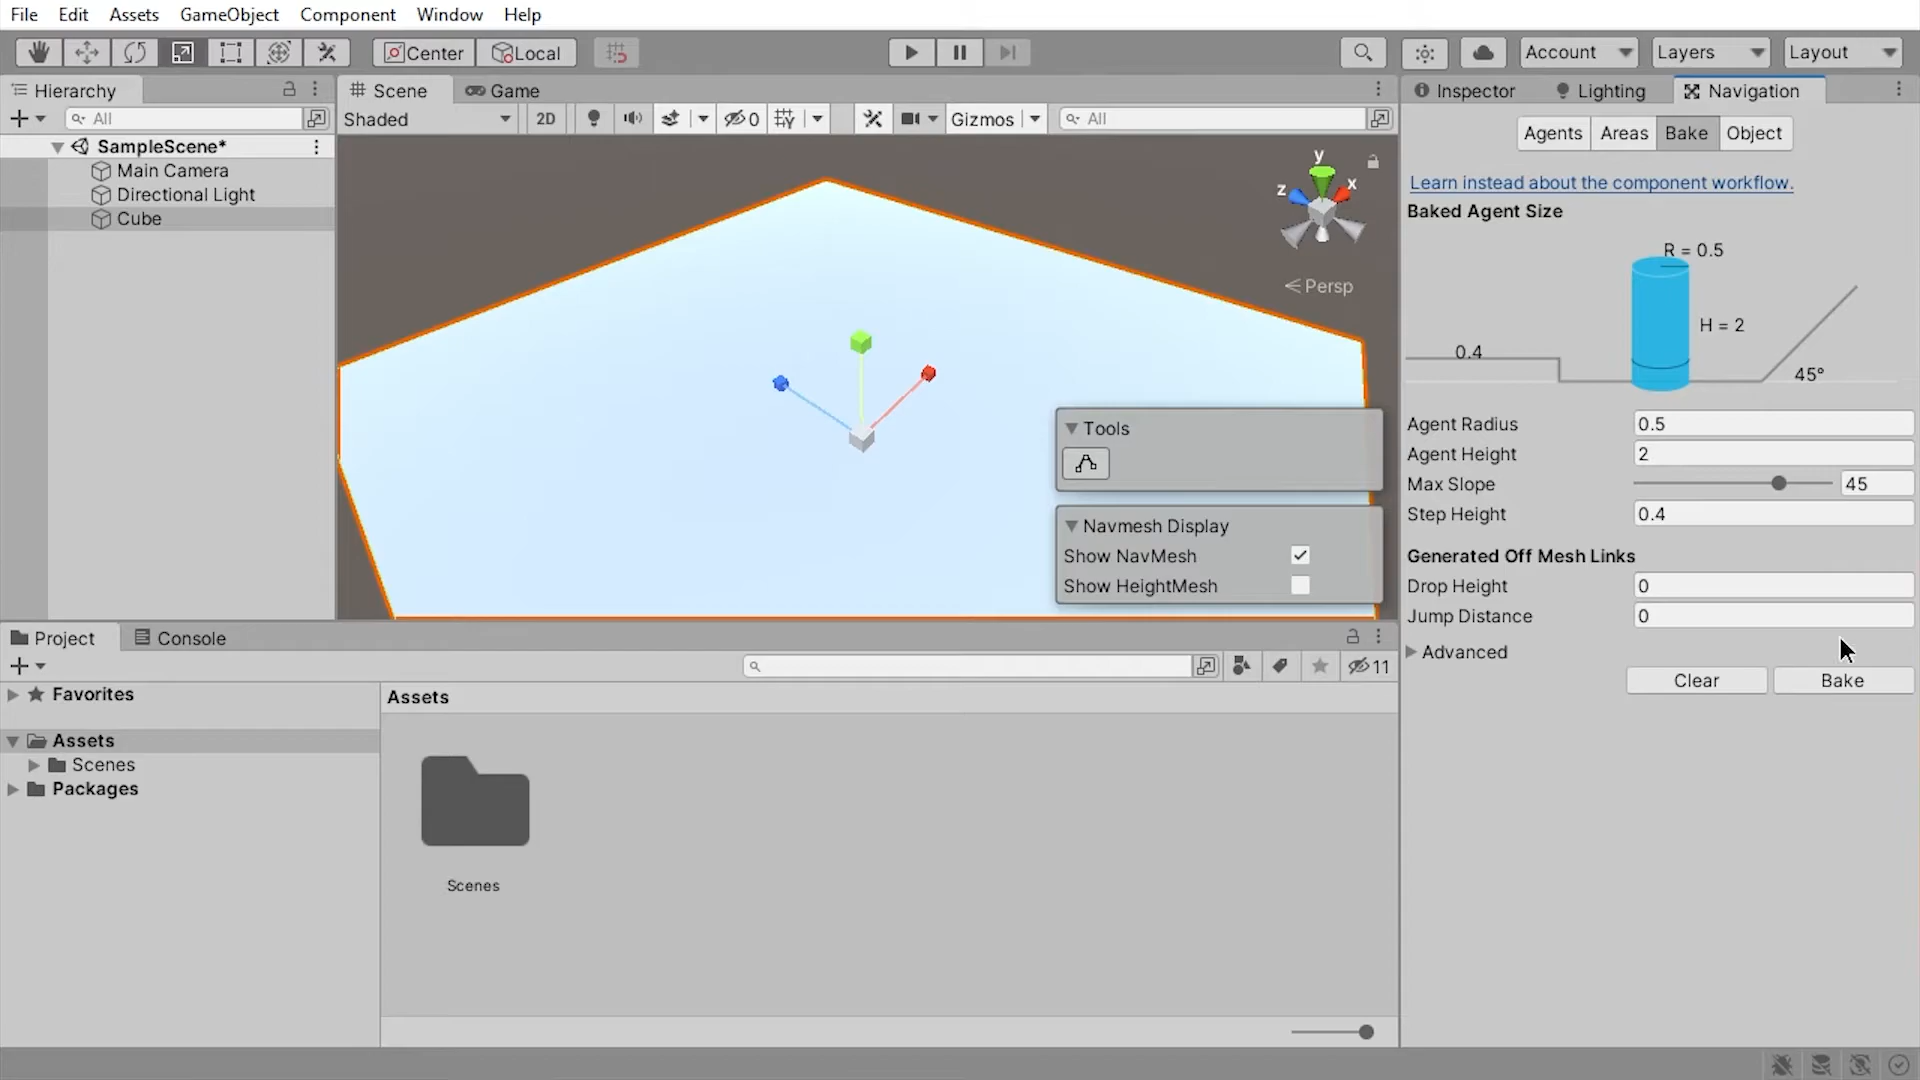 File Edit Assets GameObject Component Window Help
Center Local Account Layers Layout
Hierarchy
All
SampleScene*
Main Camera
Directional Light
Cube
Scene Game
Shaded 2D 0 Gizmos All
y
z x
Persp
Tools
Navmesh Display
Show NavMesh
Show HeightMesh
Inspector Lighting Navigation
Agents Areas Bake Object
Learn instead about the component workflow.
Baked Agent Size
R = 0.5
H = 2
0.4
45°
Agent Radius 0.5
Agent Height 2
Max Slope 45
Step Height 0.4
Generated Off Mesh Links
Drop Height 0
Jump Distance 0
Advanced
Clear Bake
Project Console
11
Favorites
Assets
Scenes
Packages
Assets
Scenes